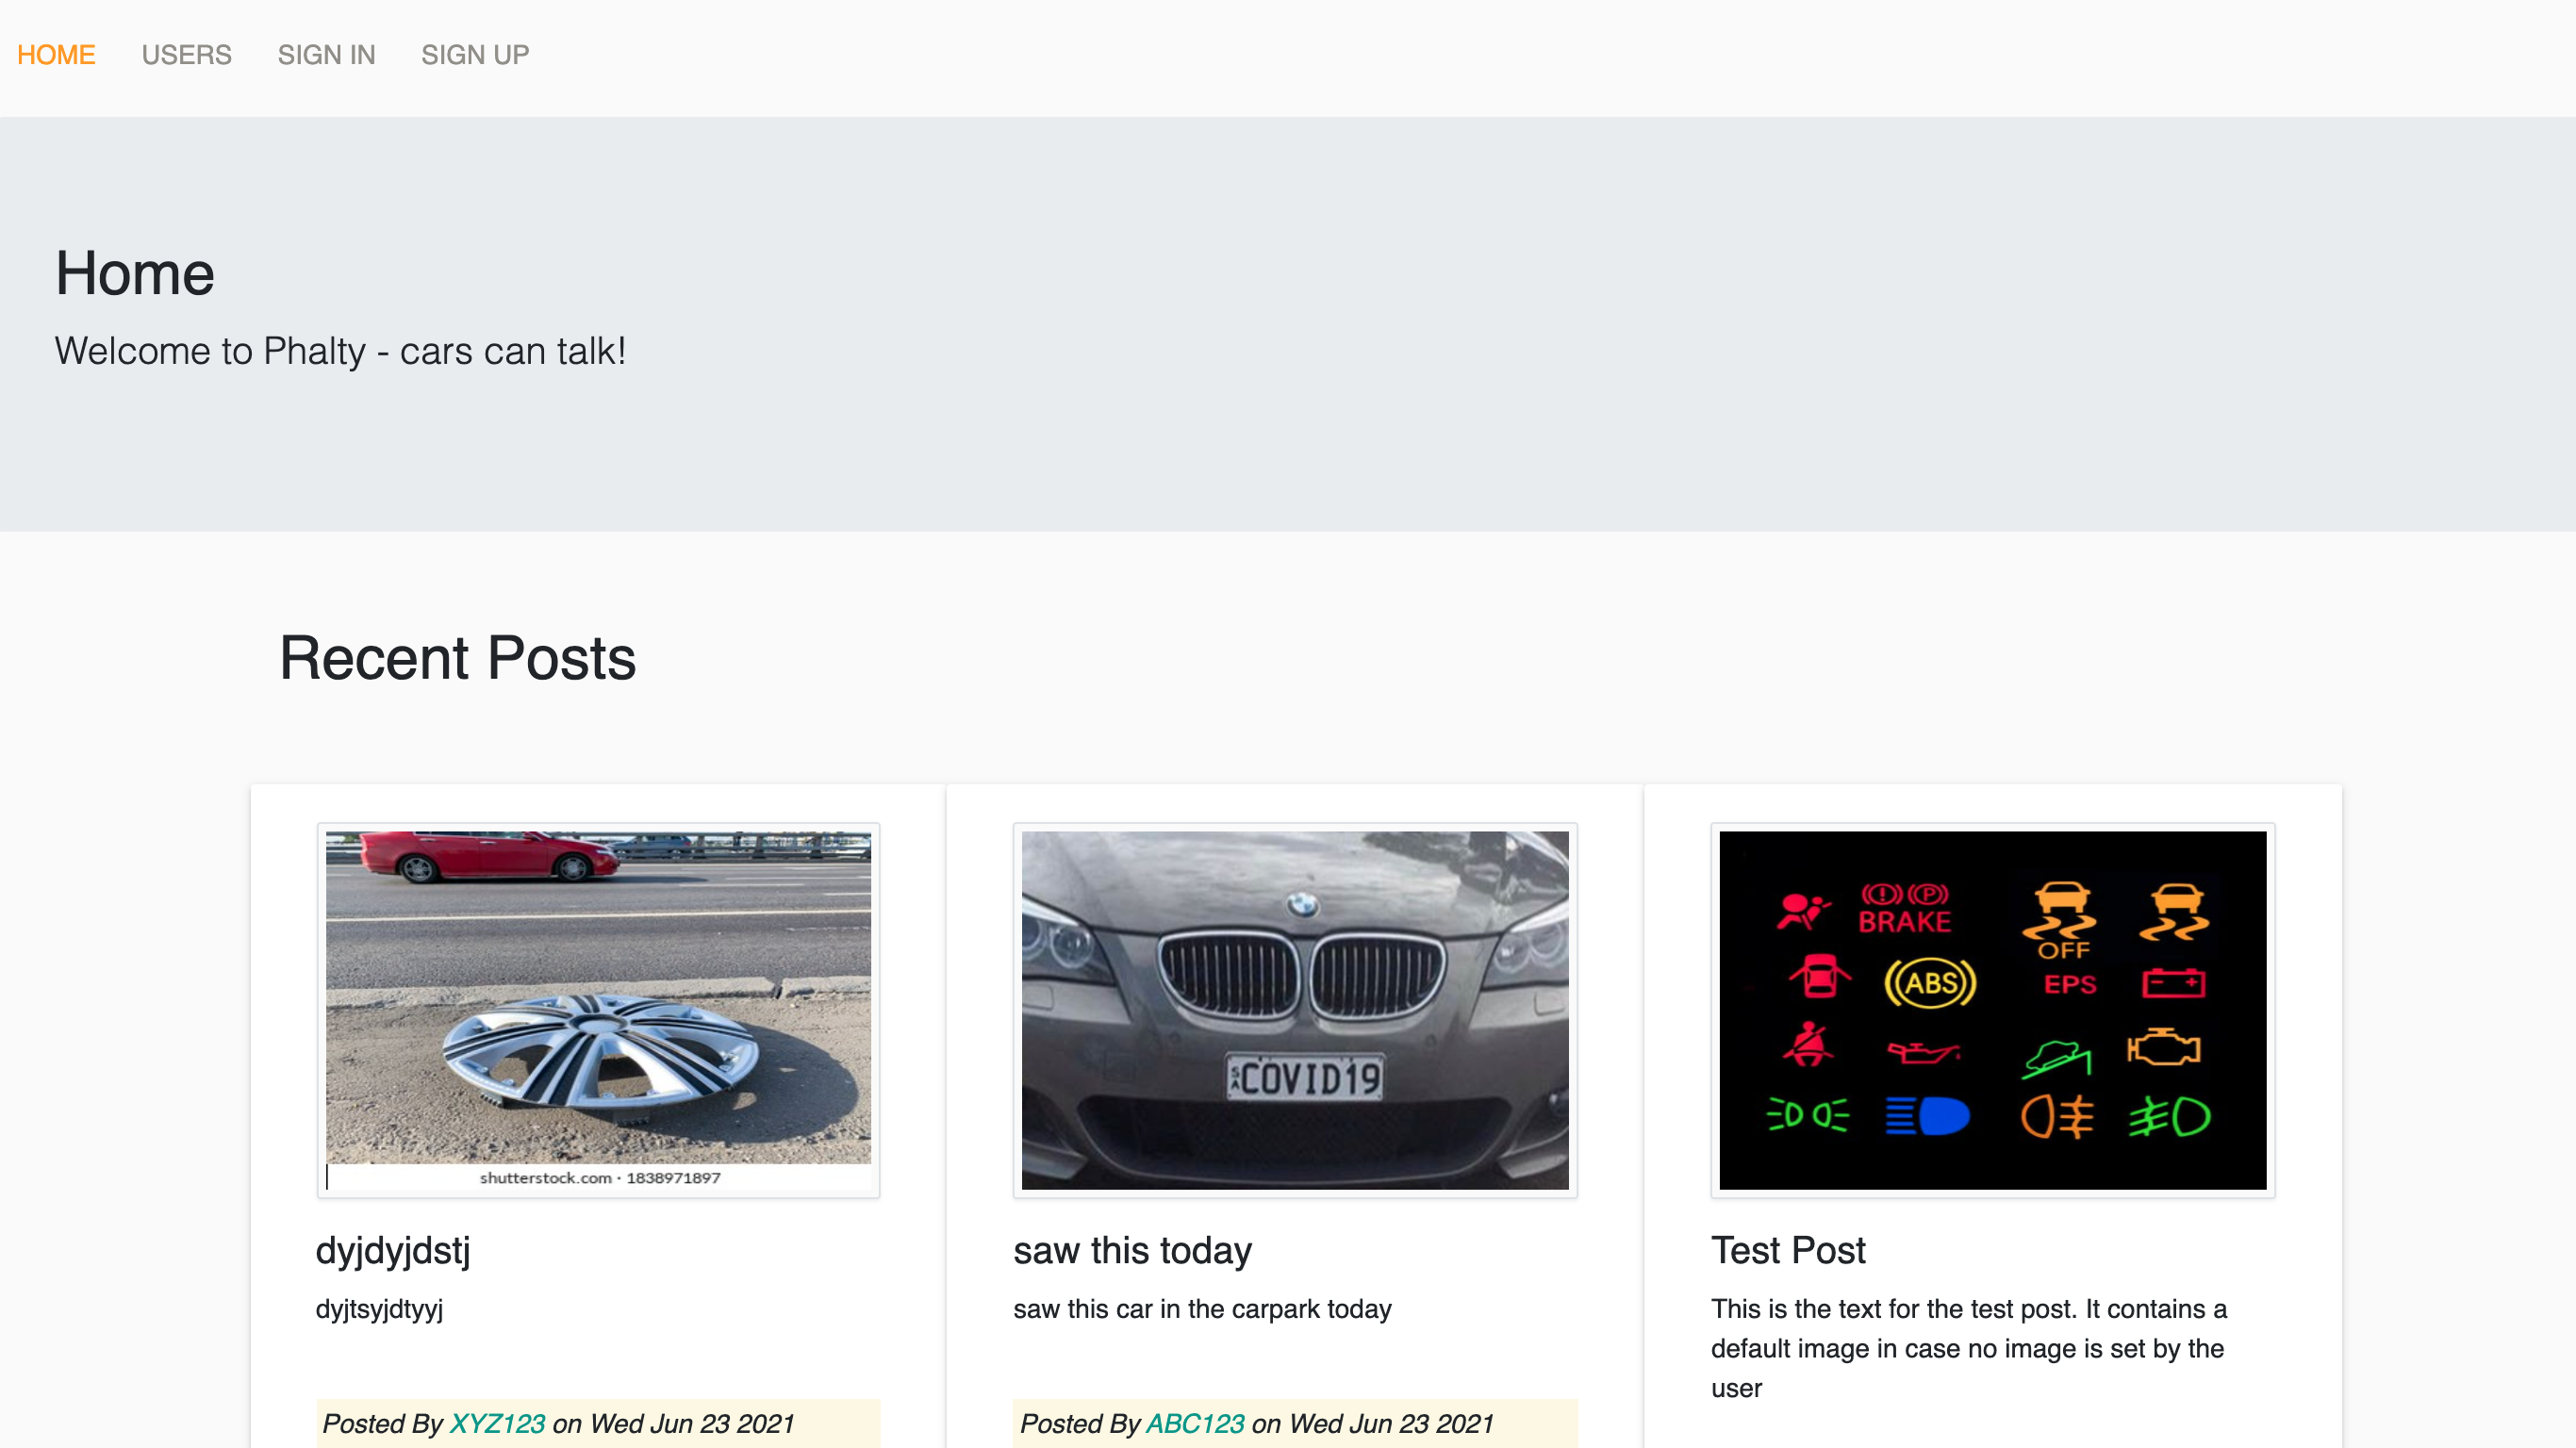 HOME USERS SIGN IN SIGN UP
Home
Welcome to Phalty - cars can talk!
Recent Posts
shutterstock.com · 1838971897
dyjdyjdstj
dyjtsyjdtyyj
Posted By XYZ123 on Wed Jun 23 2021
SA COVID19
saw this today
saw this car in the carpark today
Posted By ABC123 on Wed Jun 23 2021
BRAKE
OFF
ABS
EPS
Test Post
This is the text for the test post. It contains a
default image in case no image is set by the
user